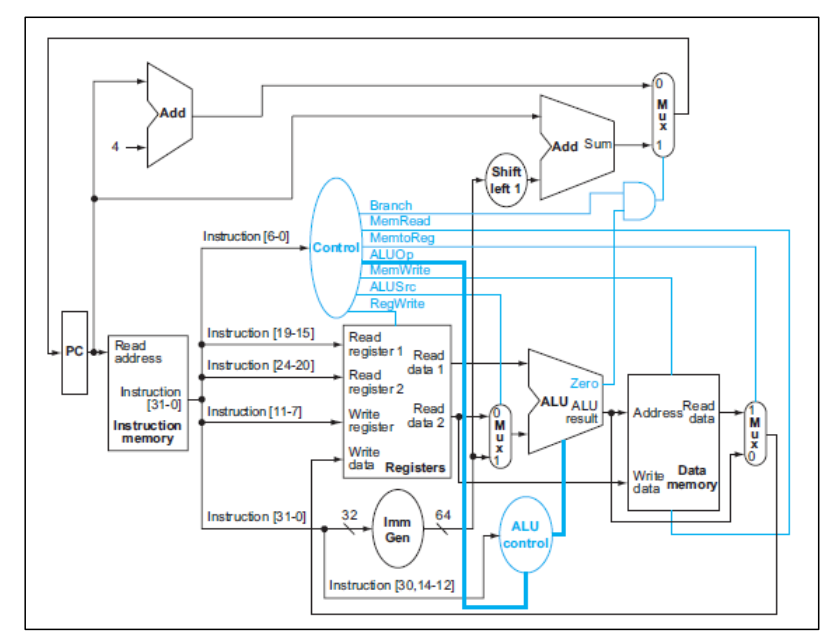 Add
4
Add Sum
0
M
u
x
1
Shift
left 1
Branch
MemRead
MemtoReg
ALUOp
MemWrite
ALUSrc
RegWrite
Control
Instruction [6-0]
PC
Read
address
Instruction
[31-0]
Instruction
memory
Instruction [19-15]
Instruction [24-20]
Instruction [11-7]
Instruction [31-0]
Read
register 1
Read
data 1
Read
register 2
Write
register
Read
data 2
Write
data
Registers
0
M
u
x
1
Zero
ALU
ALU
result
Address
Read
data
Write
data
Data
memory
1
M
u
x
0
32
Imm
Gen
64
ALU
control
Instruction [30,14-12]